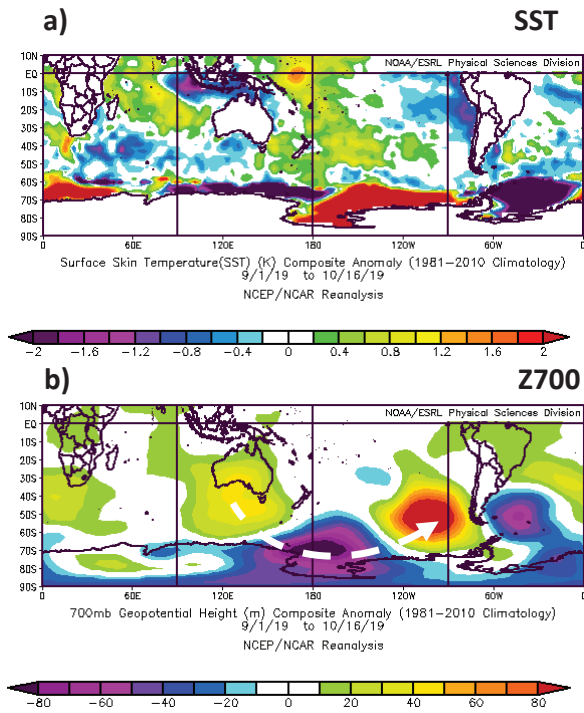 a) SST
NOAA/ESRL Physical Sciences Division
10N
EQ
10S
20S
30S
40S
50S
60S
70S
80S
90S
0 60E 120E 180 120W 60W 0
Surface Skin Temperature(SST) (K) Composite Anomaly (1981-2010 Climatology)
9/1/19 to 10/16/19
NCEP/NCAR Reanalysis
-2 -1.6 -1.2 -0.8 -0.4 0 0.4 0.8 1.2 1.6 2
b) Z700
NOAA/ESRL Physical Sciences Division
10N
EQ
10S
20S
30S
40S
50S
60S
70S
80S
90S
0 60E 120E 180 120W 60W 0
700mb Geopotential Height (m) Composite Anomaly (1981-2010 Climatology)
9/1/19 to 10/16/19
NCEP/NCAR Reanalysis
-80 -60 -40 -20 0 20 40 60 80